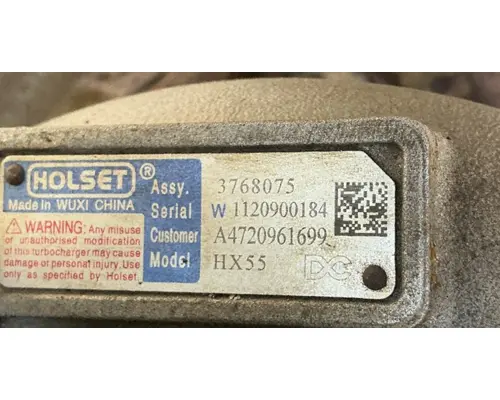 HOLSET ®
Made in WUXI CHINA
⚠ WARNING: Any misuse
or unauthorised modification
of this turbocharger may cause
damage or personal injury. Use
only as specified by Holset
Assy. 3768075
Serial W 1120900184
Customer A4720961699
Model HX55